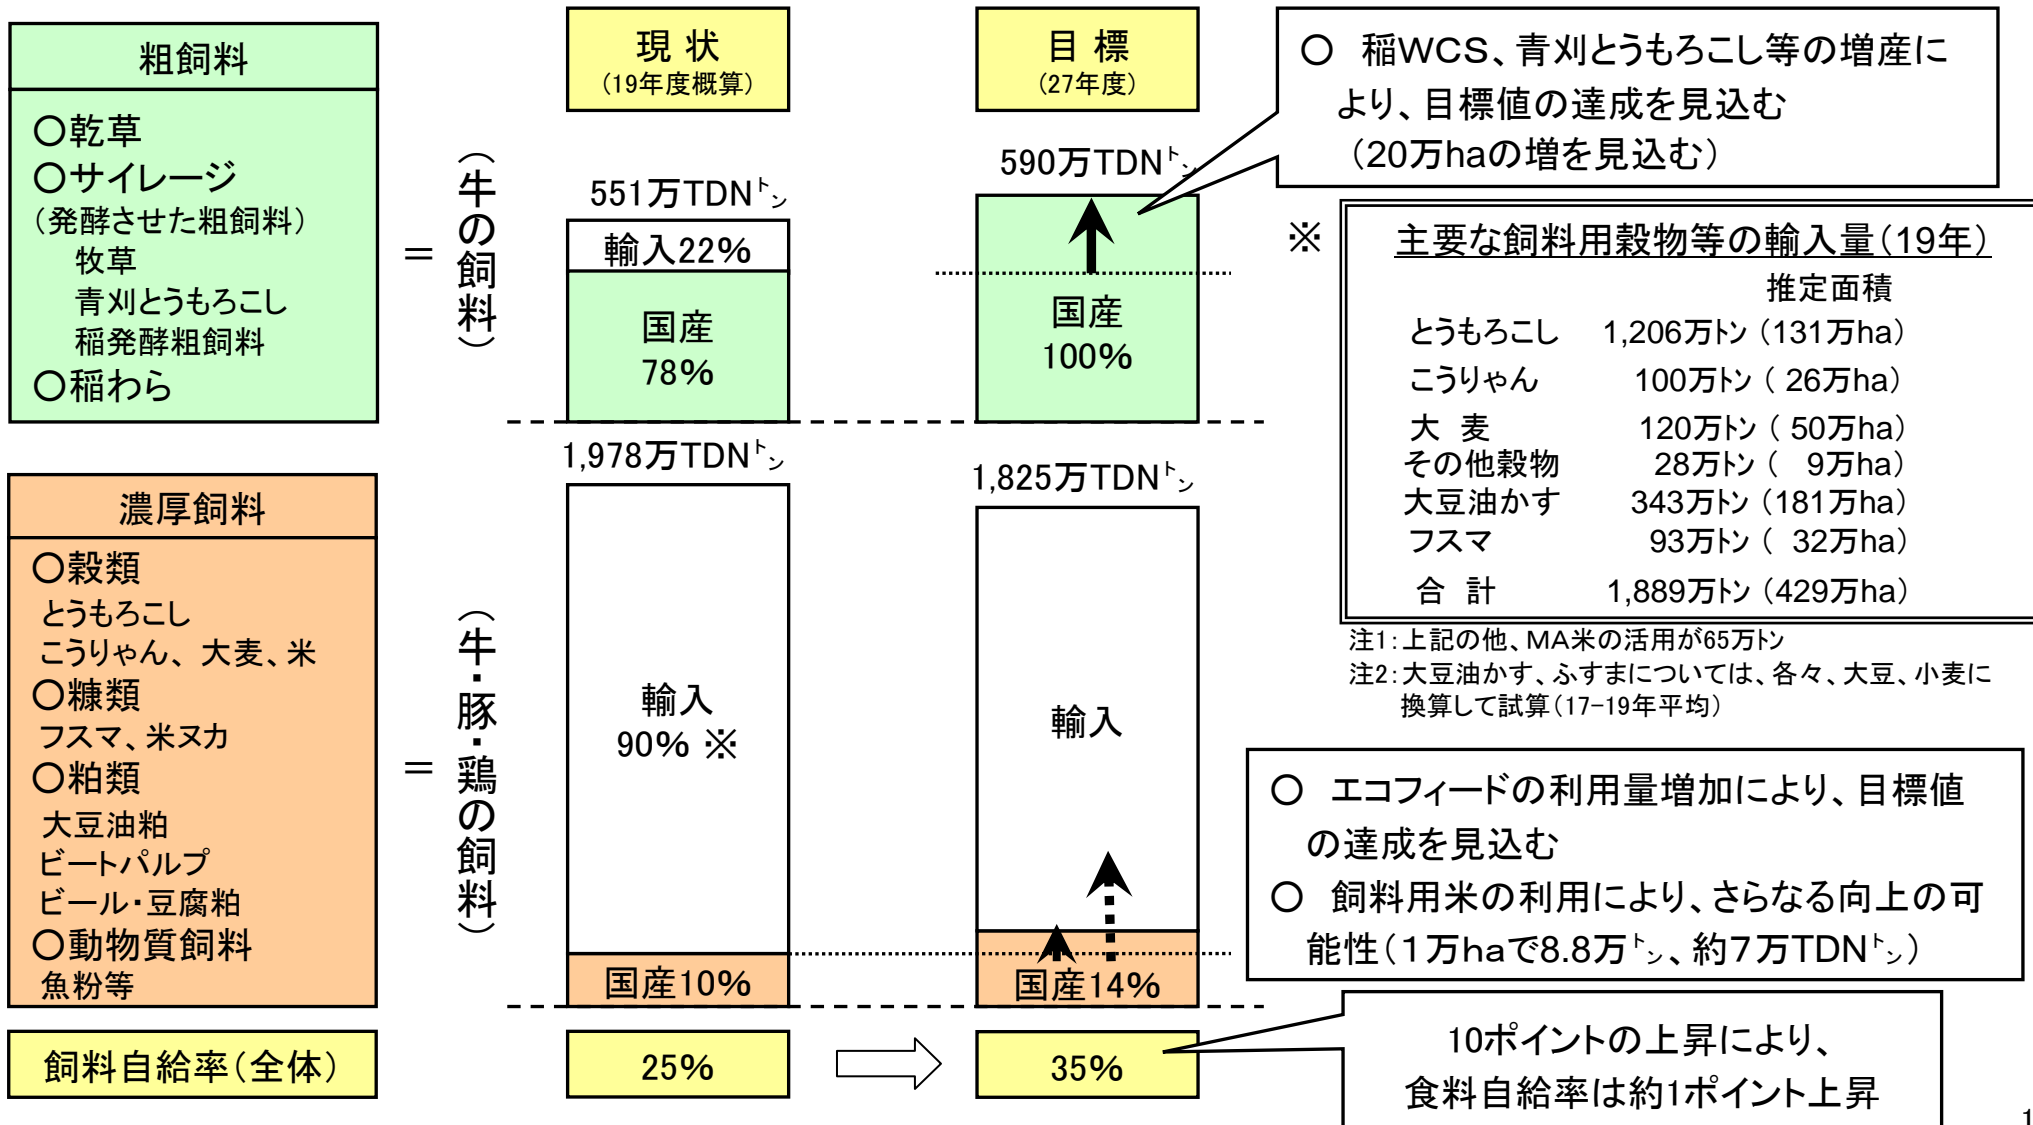 粗飼料
○乾草
○サイレージ
（発酵させた粗飼料）
牧草
青刈とうもろこし
稲発酵粗飼料
○稲わら
＝
（牛の飼料）
現 状
（19年度概算）
551万TDNトン
輸入22%
国産
78%
目 標
（27年度）
590万TDNトン
国産
100%
○ 稲WCS、青刈とうもろこし等の増産に
より、目標値の達成を見込む
（20万haの増を見込む）
※
主要な飼料用穀物等の輸入量（19年）
推定面積
とうもろこし 1,206万トン（131万ha）
こうりゃん 100万トン（ 26万ha）
大 麦 120万トン（ 50万ha）
その他穀物 28万トン（ 9万ha）
大豆油かす 343万トン（181万ha）
フスマ 93万トン（ 32万ha）
合 計 1,889万トン（429万ha）
注1：上記の他、MA米の活用が65万トン
注2：大豆油かす、ふすまについては、各々、大豆、小麦に
換算して試算（17-19年平均）
濃厚飼料
○穀類
とうもろこし
こうりゃん、大麦、米
○糠類
フスマ、米ヌカ
○粕類
大豆油粕
ビートパルプ
ビール・豆腐粕
○動物質飼料
魚粉等
＝
（牛・豚・鶏の飼料）
1,978万TDNトン
輸入
90% ※
国産10%
1,825万TDNトン
輸入
国産14%
○ エコフィードの利用量増加により、目標値
の達成を見込む
○ 飼料用米の利用により、さらなる向上の可
能性（１万haで8.8万トン、約７万TDNトン）
飼料自給率（全体）
25%
35%
10ポイントの上昇により、
食料自給率は約1ポイント上昇
1